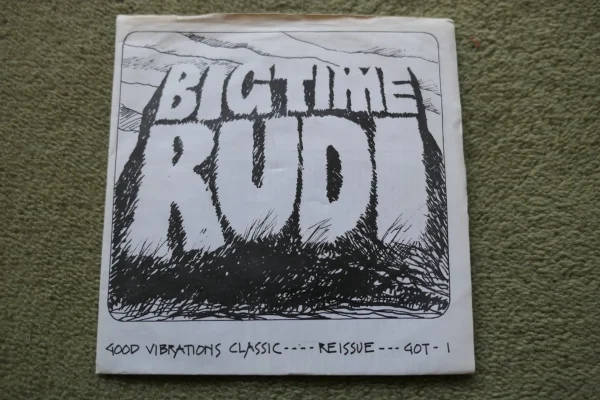 BIG TIME
RUDI
GOOD VIBRATIONS CLASSIC---- REISSUE --- GOT - 1